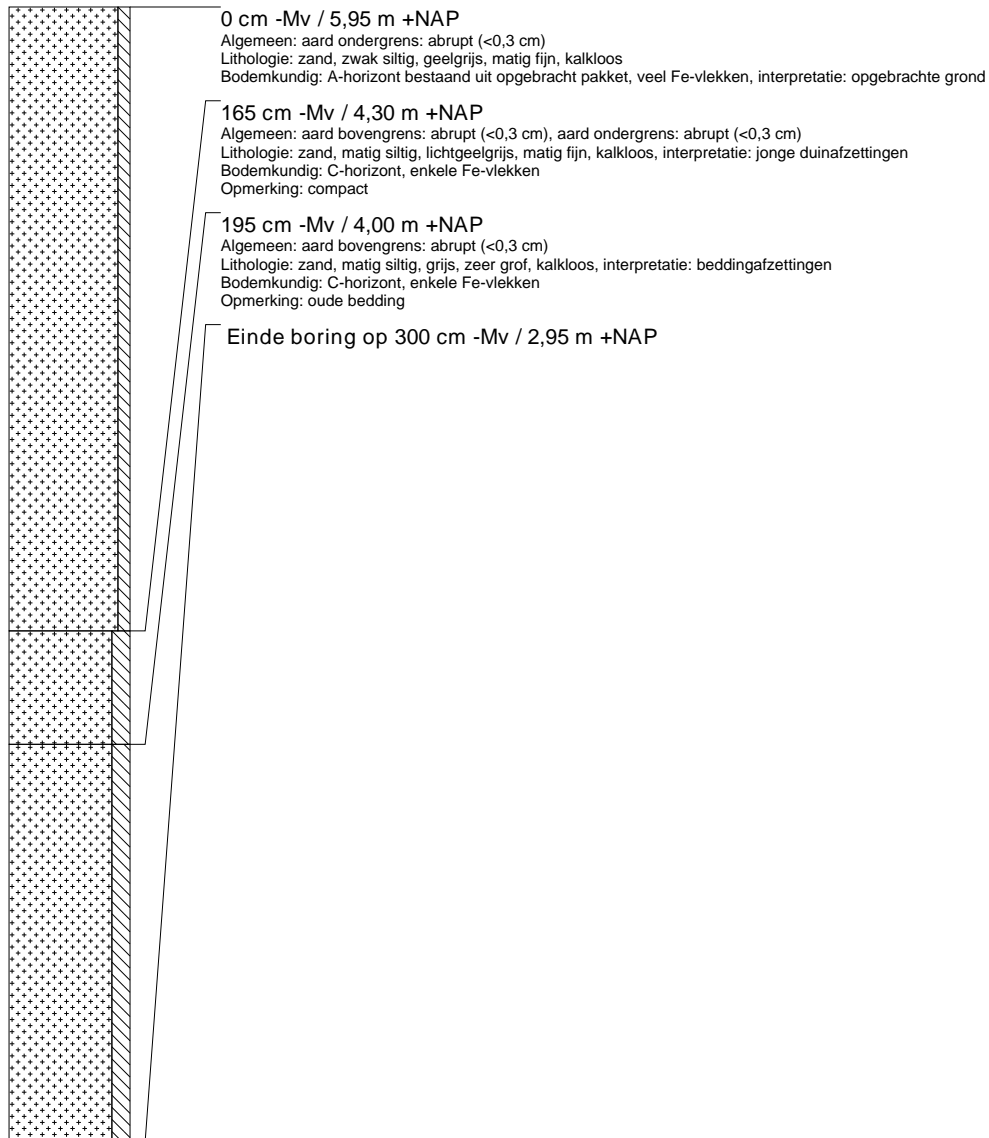 0 cm -Mv / 5,95 m +NAP
Algemeen: aard ondergrens: abrupt (<0,3 cm)
Lithologie: zand, zwak siltig, geelgrijs, matig fijn, kalkloos
Bodemkundig: A-horizont bestaand uit opgebracht pakket, veel Fe-vlekken, interpretatie: opgebrachte grond
165 cm -Mv / 4,30 m +NAP
Algemeen: aard bovengrens: abrupt (<0,3 cm), aard ondergrens: abrupt (<0,3 cm)
Lithologie: zand, matig siltig, lichtgeelgrijs, matig fijn, kalkloos, interpretatie: jonge duinafzettingen
Bodemkundig: C-horizont, enkele Fe-vlekken
Opmerking: compact
195 cm -Mv / 4,00 m +NAP
Algemeen: aard bovengrens: abrupt (<0,3 cm)
Lithologie: zand, matig siltig, grijs, zeer grof, kalkloos, interpretatie: beddingafzettingen
Bodemkundig: C-horizont, enkele Fe-vlekken
Opmerking: oude bedding
Einde boring op 300 cm -Mv / 2,95 m +NAP